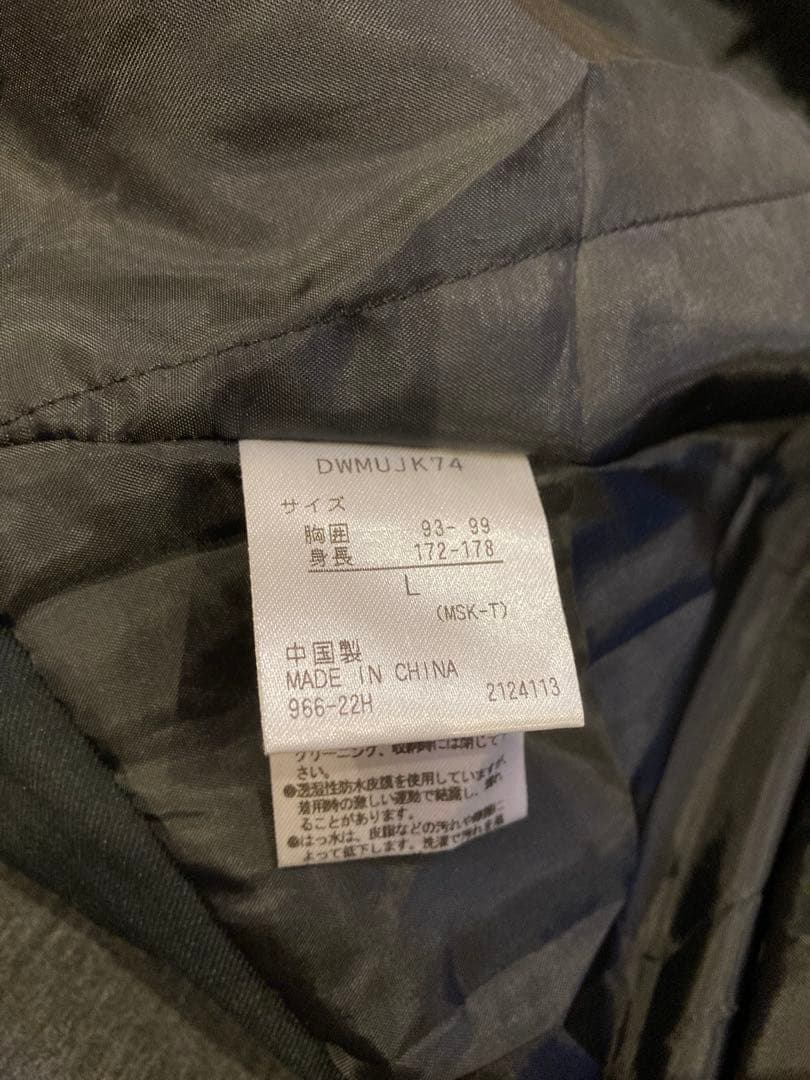 DWMUJK74
サイズ
胸囲 93- 99
身長 172-178
L
(MSK-T)
中国製
MADE IN CHINA
966-22H 2124113
クリーニング、収納時には閉じて下
さい。
●透湿性防水皮膜を使用していますが、
着用時の激しい運動で結露し、濡れ
ることがあります。
●はっ水は、皮脂などの汚れや摩擦に
よって低下します。洗濯で汚れを